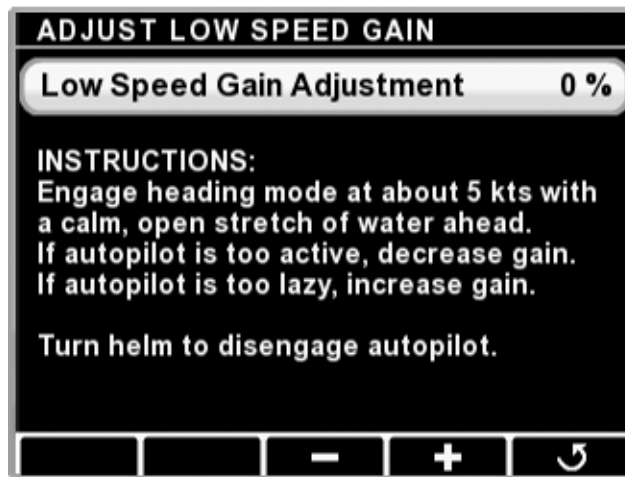 ADJUST LOW SPEED GAIN
Low Speed Gain Adjustment 0 %
INSTRUCTIONS:
Engage heading mode at about 5 kts with
a calm, open stretch of water ahead.
If autopilot is too active, decrease gain.
If autopilot is too lazy, increase gain.
Turn helm to disengage autopilot.
− +